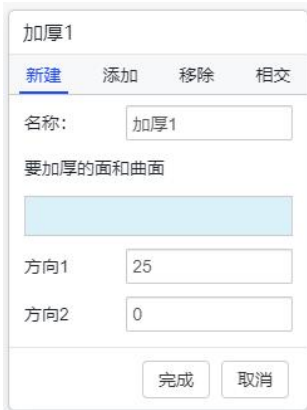 加厚1
新建 添加 移除 相交
名称: 加厚1
要加厚的面和曲面
方向1 25
方向2 0
完成 取消